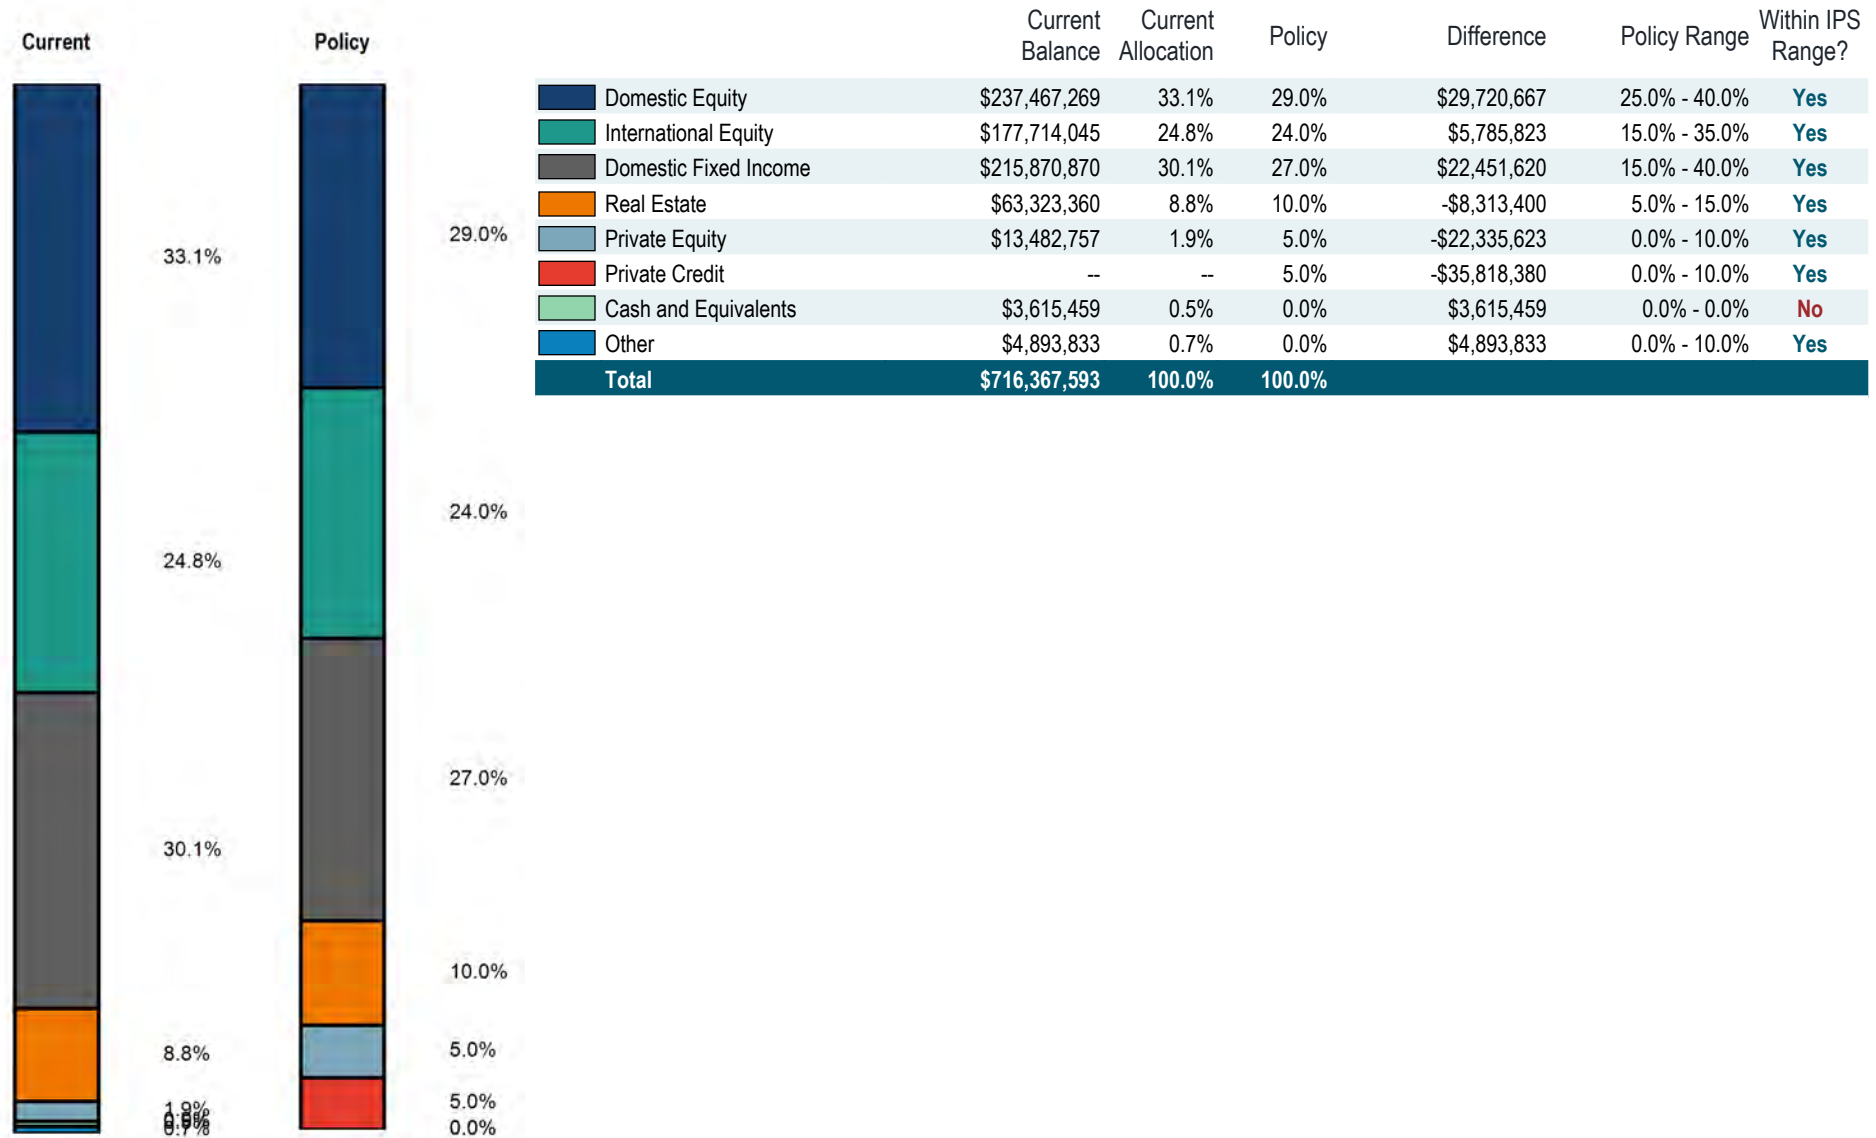 Current
33.1%
24.8%
30.1%
8.8%
1.9%
0.7%
Policy
29.0%
24.0%
27.0%
10.0%
5.0%
5.0%
0.0%
Current Balance Current Allocation Policy Difference Policy Range Within IPS Range?
Domestic Equity $237,467,269 33.1% 29.0% $29,720,667 25.0% - 40.0% Yes
International Equity $177,714,045 24.8% 24.0% $5,785,823 15.0% - 35.0% Yes
Domestic Fixed Income $215,870,870 30.1% 27.0% $22,451,620 15.0% - 40.0% Yes
Real Estate $63,323,360 8.8% 10.0% -$8,313,400 5.0% - 15.0% Yes
Private Equity $13,482,757 1.9% 5.0% -$22,335,623 0.0% - 10.0% Yes
Private Credit -- -- 5.0% -$35,818,380 0.0% - 10.0% Yes
Cash and Equivalents $3,615,459 0.5% 0.0% $3,615,459 0.0% - 0.0% No
Other $4,893,833 0.7% 0.0% $4,893,833 0.0% - 10.0% Yes
Total $716,367,593 100.0% 100.0%